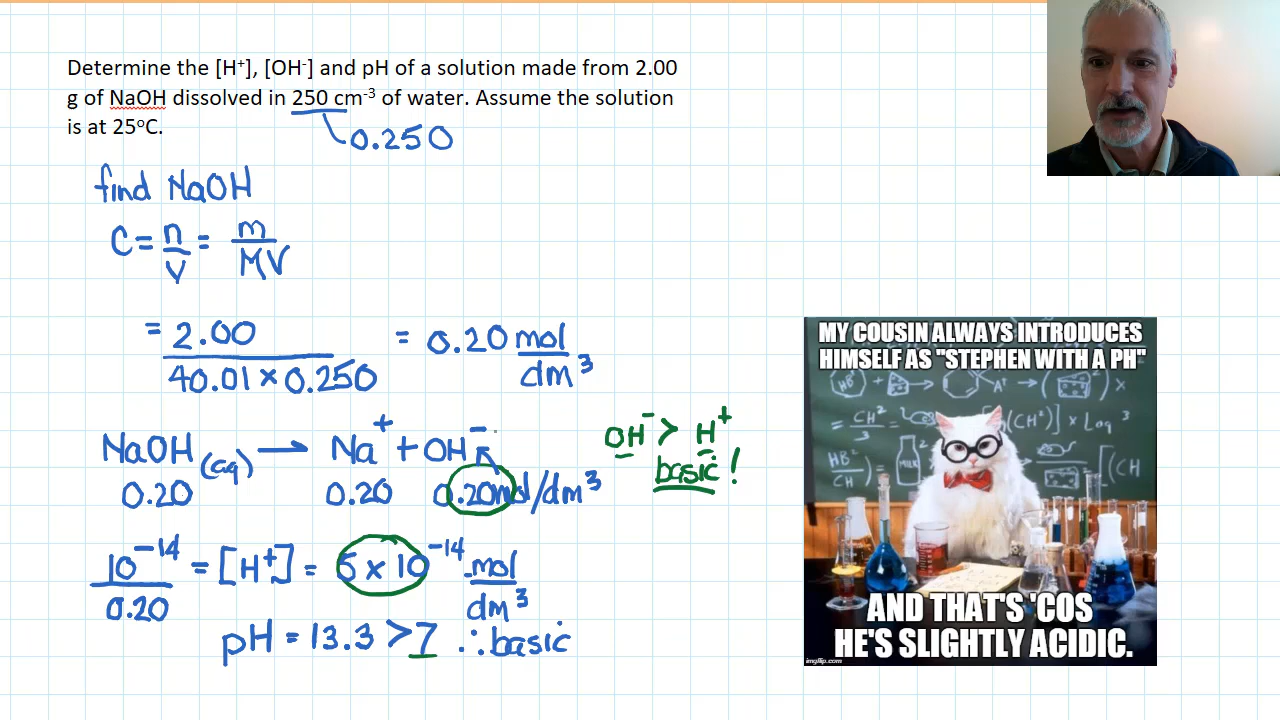 Determine the [H⁺], [OH⁻] and pH of a solution made from 2.00
g of NaOH dissolved in 250 cm⁻³ of water. Assume the solution
is at 25°C.
0.250
find NaOH
C = n/V = m/MV
= 2.00/(40.01 × 0.250) = 0.20 mol/dm³
NaOH(aq) → Na⁺ + OH⁻
0.20 0.20 0.20 mol/dm³
OH⁻ > H⁺
basic!
10⁻¹⁴/0.20 = [H⁺] = 5 × 10⁻¹⁴ mol/dm³
pH = 13.3 > 7 ∴ basic
MY COUSIN ALWAYS INTRODUCES
HIMSELF AS "STEPHEN WITH A PH"
AND THAT'S 'COS
HE'S SLIGHTLY ACIDIC.
imgflip.com